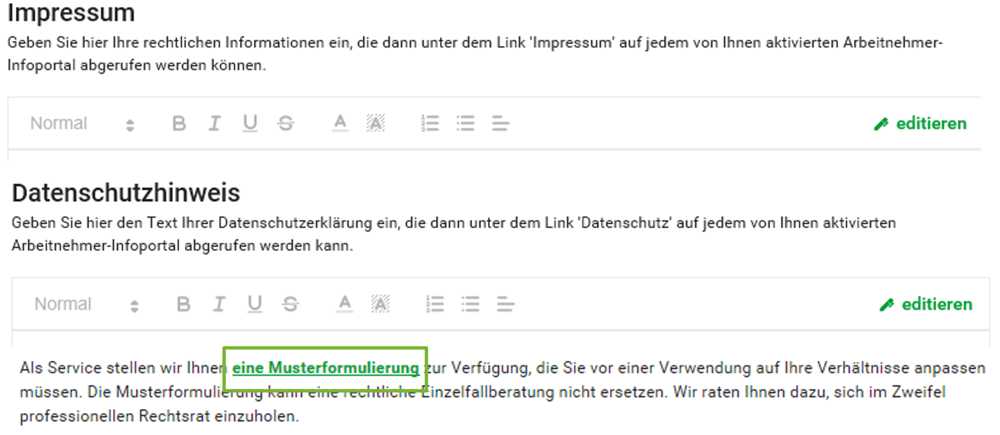 Impressum
Geben Sie hier Ihre rechtlichen Informationen ein, die dann unter dem Link 'Impressum' auf jedem von Ihnen aktivierten Arbeitnehmer-
Infoportal abgerufen werden können.
Normal B I U S A A editieren
Datenschutzhinweis
Geben Sie hier den Text Ihrer Datenschutzerklärung ein, die dann unter dem Link 'Datenschutz' auf jedem von Ihnen aktivierten
Arbeitnehmer-Infoportal abgerufen werden kann.
Normal B I U S A A editieren
Als Service stellen wir Ihnen eine Musterformulierung zur Verfügung, die Sie vor einer Verwendung auf Ihre Verhältnisse anpassen
müssen. Die Musterformulierung kann eine rechtliche Einzelfallberatung nicht ersetzen. Wir raten Ihnen dazu, sich im Zweifel
professionellen Rechtsrat einzuholen.